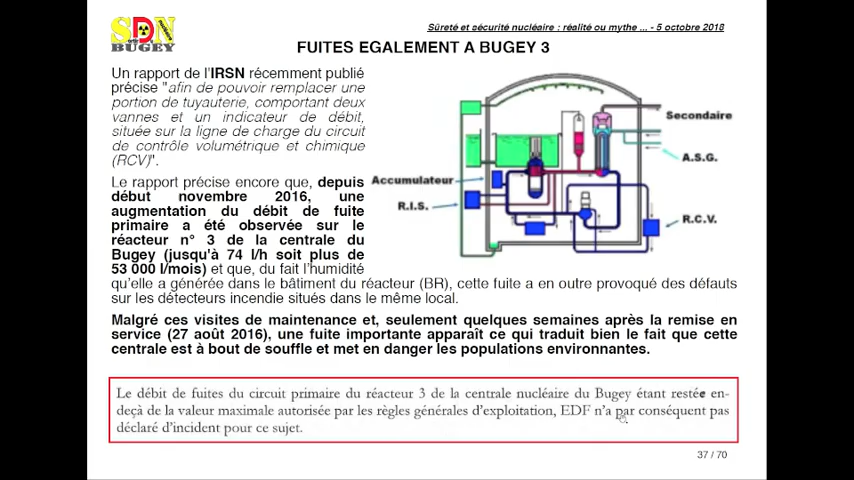 SDN
BUGEY
Sûreté et sécurité nucléaire : réalité ou mythe ... - 5 octobre 2018
FUITES EGALEMENT A BUGEY 3
Un rapport de l'IRSN récemment publié
précise "afin de pouvoir remplacer une
portion de tuyauterie, comportant deux
vannes et un indicateur de débit,
située sur la ligne de charge du circuit
de contrôle volumétrique et chimique
(RCV)".
Le rapport précise encore que, depuis
début novembre 2016, une
augmentation du débit de fuite
primaire a été observée sur le
réacteur n° 3 de la centrale du
Bugey (jusqu'à 74 l/h soit plus de
53 000 l/mois) et que, du fait l'humidité
qu'elle a générée dans le bâtiment du réacteur (BR), cette fuite a en outre provoqué des défauts
sur les détecteurs incendie situés dans le même local.
Secondaire
A.S.G.
Accumulateur
R.I.S.
R.C.V.
Malgré ces visites de maintenance et, seulement quelques semaines après la remise en
service (27 août 2016), une fuite importante apparaît ce qui traduit bien le fait que cette
centrale est à bout de souffle et met en danger les populations environnantes.
Le débit de fuites du circuit primaire du réacteur 3 de la centrale nucléaire du Bugey étant restée en-
deçà de la valeur maximale autorisée par les règles générales d'exploitation, EDF n'a par conséquent pas
déclaré d'incident pour ce sujet.
37 / 70